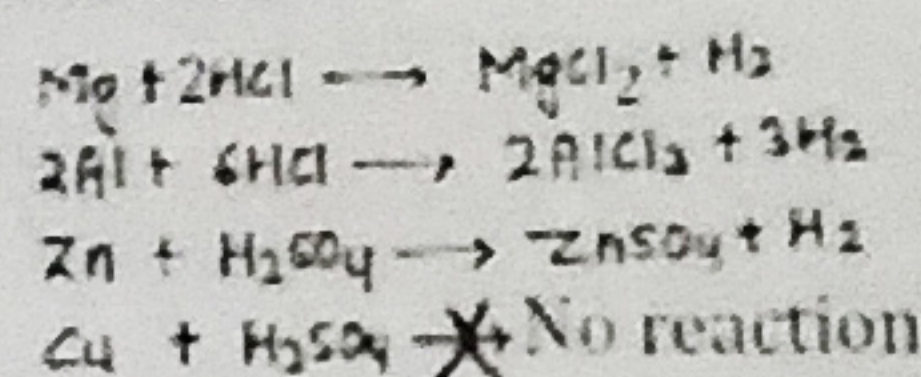 Mg + 2HCl → MgCl₂ + H₂
2Al + 6HCl → 2AlCl₃ + 3H₂
Zn + H₂SO₄ → ZnSO₄ + H₂
Cu + H₂SO₄ ↛ No reaction